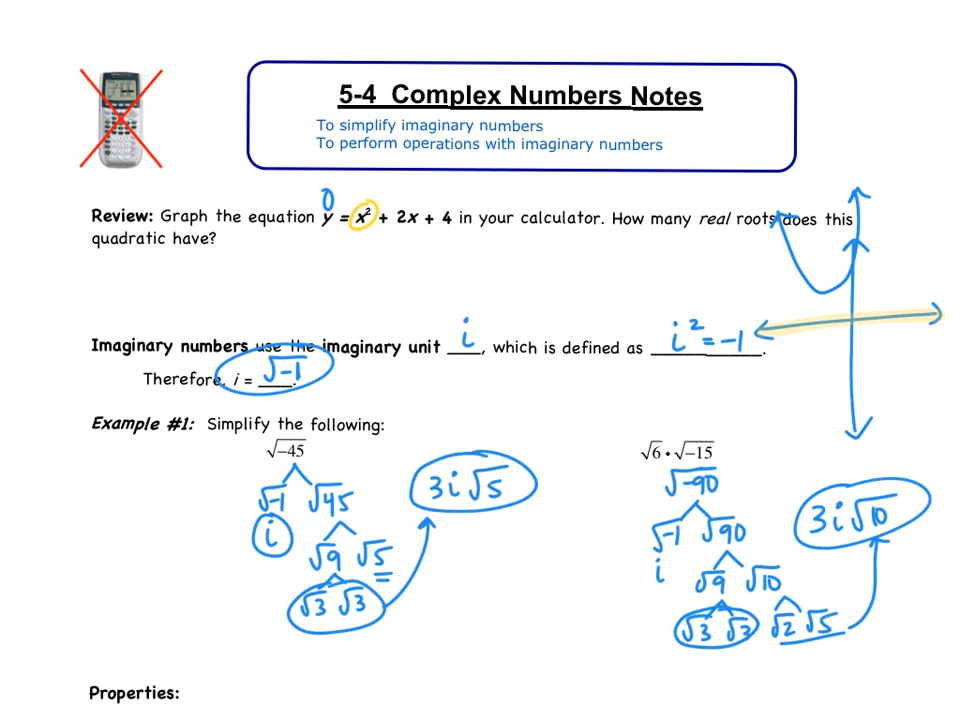 5-4 Complex Numbers Notes
To simplify imaginary numbers
To perform operations with imaginary numbers
0
Review: Graph the equation y = x² + 2x + 4 in your calculator. How many real roots does this
quadratic have?
Imaginary numbers use the imaginary unit i, which is defined as i² = -1.
Therefore, i = √-1.
Example #1: Simplify the following:
√-45
√-1 √45
i
√9 √5
√3 √3
3i√5
√6 • √-15
√-90
√-1 √90
i
√9 √10
√3 √3 √2 √5
3i√10
Properties: